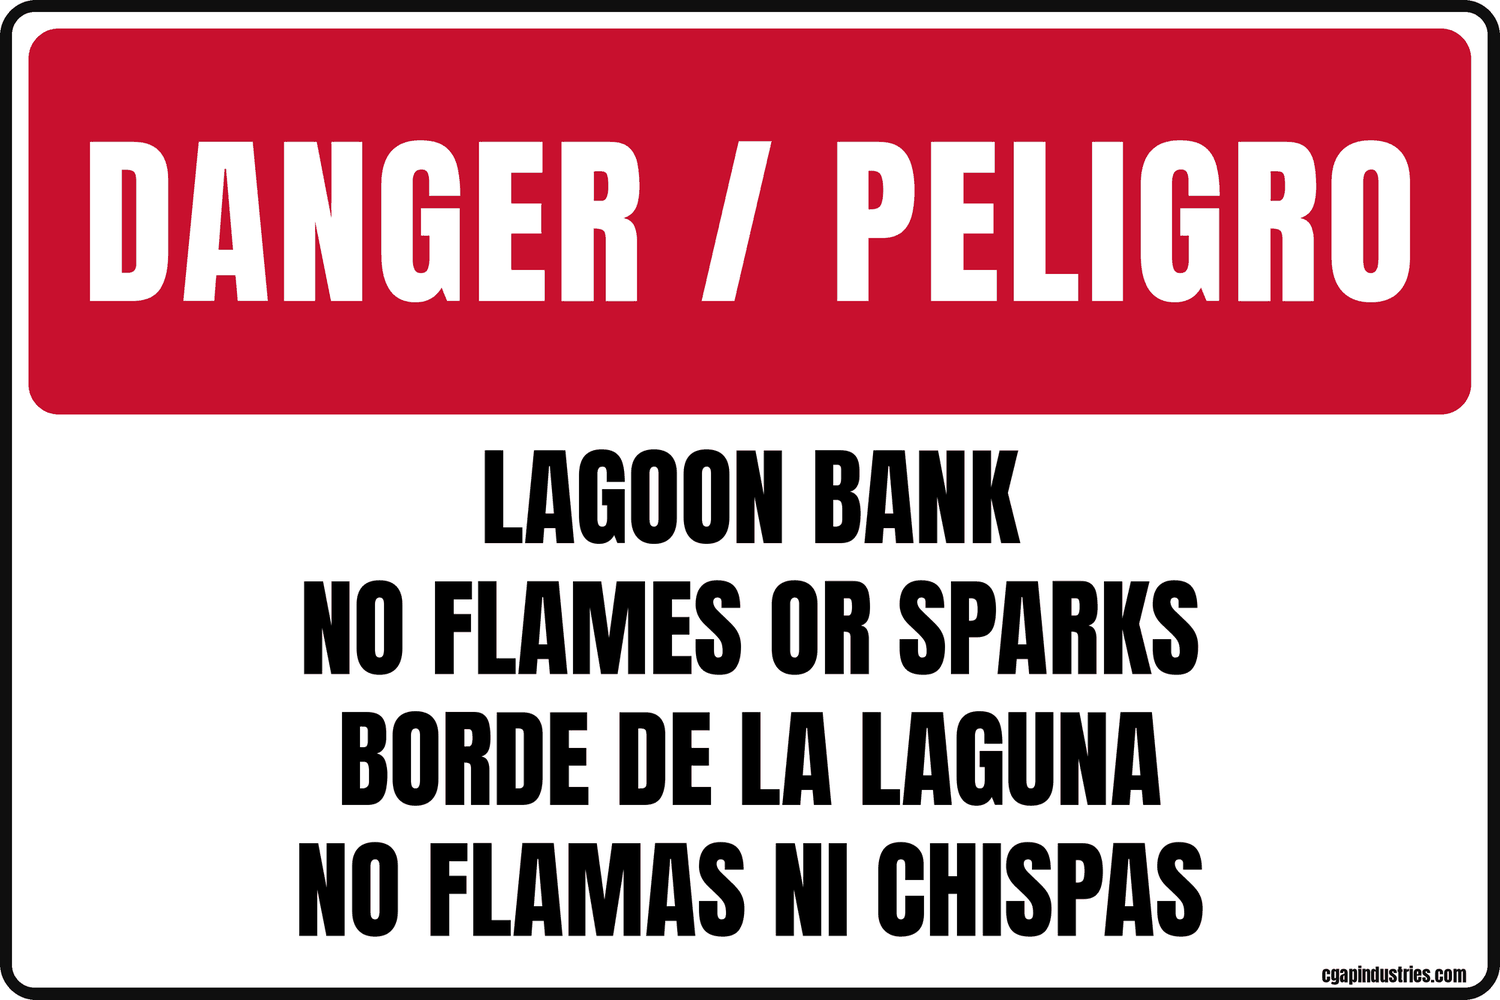 DANGER / PELIGRO
LAGOON BANK
NO FLAMES OR SPARKS
BORDE DE LA LAGUNA
NO FLAMAS NI CHISPAS
cgapindustries.com